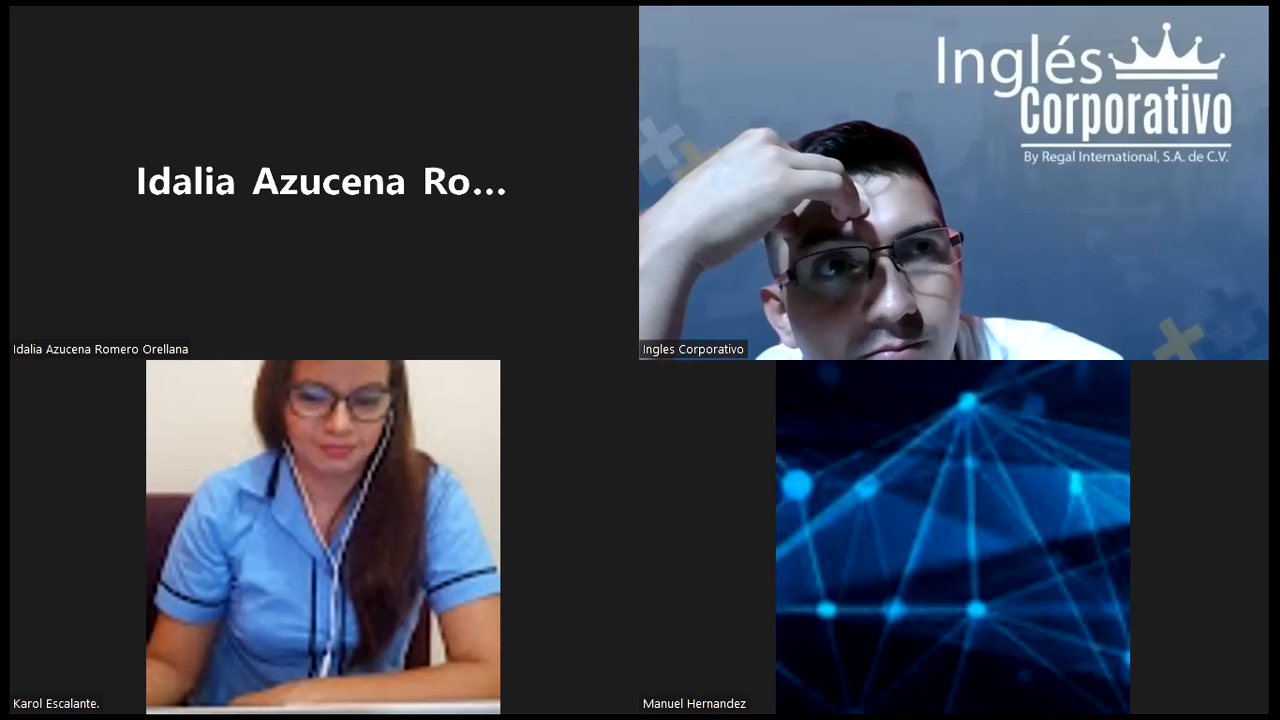 Idalia Azucena Ro...
Inglés
Corporativo
By Regal International, S.A. de C.V.
Idalia Azucena Romero Orellana
Ingles Corporativo
Karol Escalante.
Manuel Hernandez